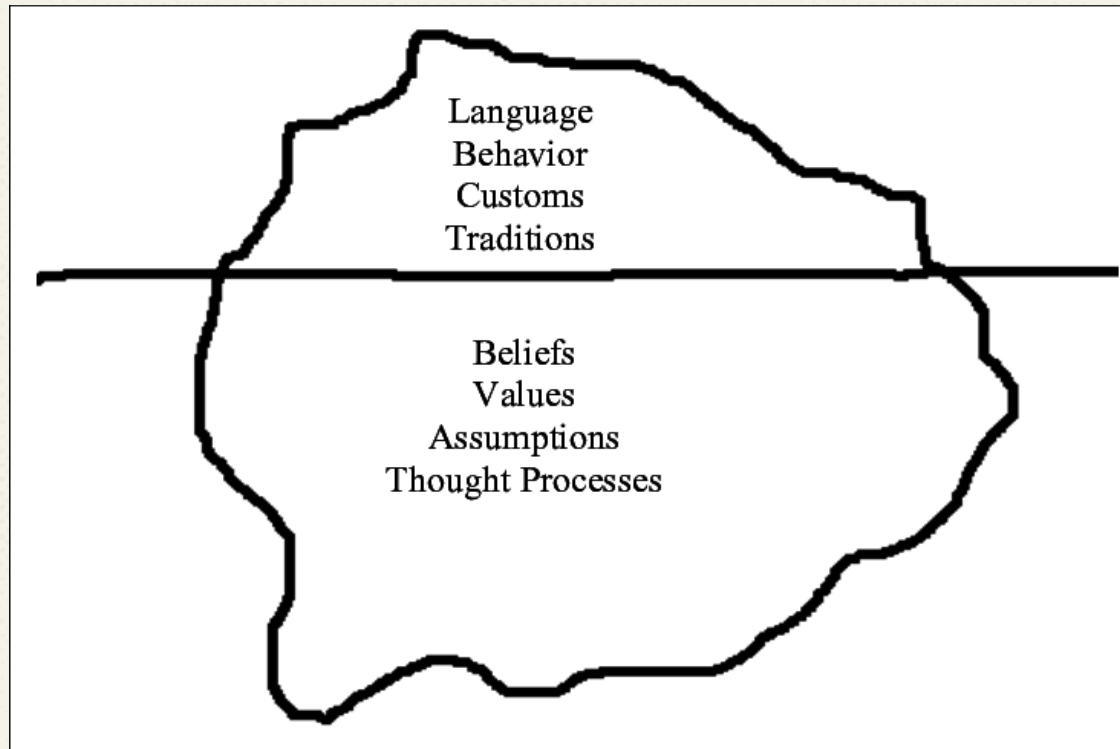 Language
Behavior
Customs
Traditions
Beliefs
Values
Assumptions
Thought Processes